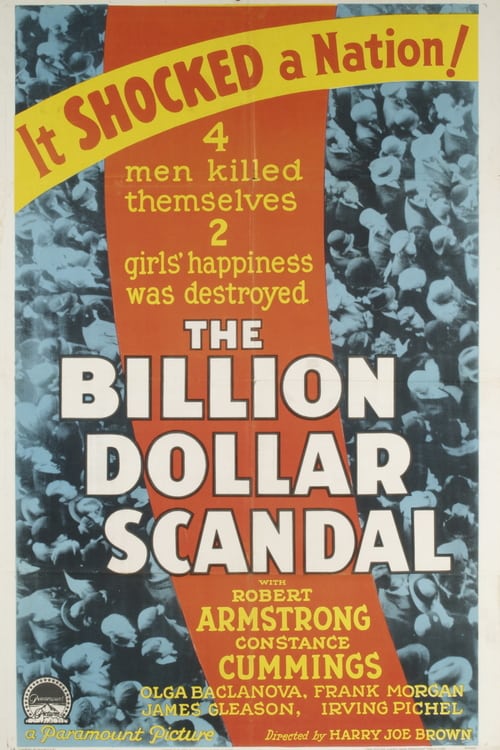 It SHOCKED a Nation!
4
men killed
themselves
2
girls' happiness
was destroyed
THE
BILLION
DOLLAR
SCANDAL
WITH
ROBERT
ARMSTRONG
CONSTANCE
CUMMINGS
OLGA BACLANOVA, FRANK MORGAN
JAMES GLEASON, IRVING PICHEL
Paramount
a Paramount Picture
Directed by HARRY JOE BROWN